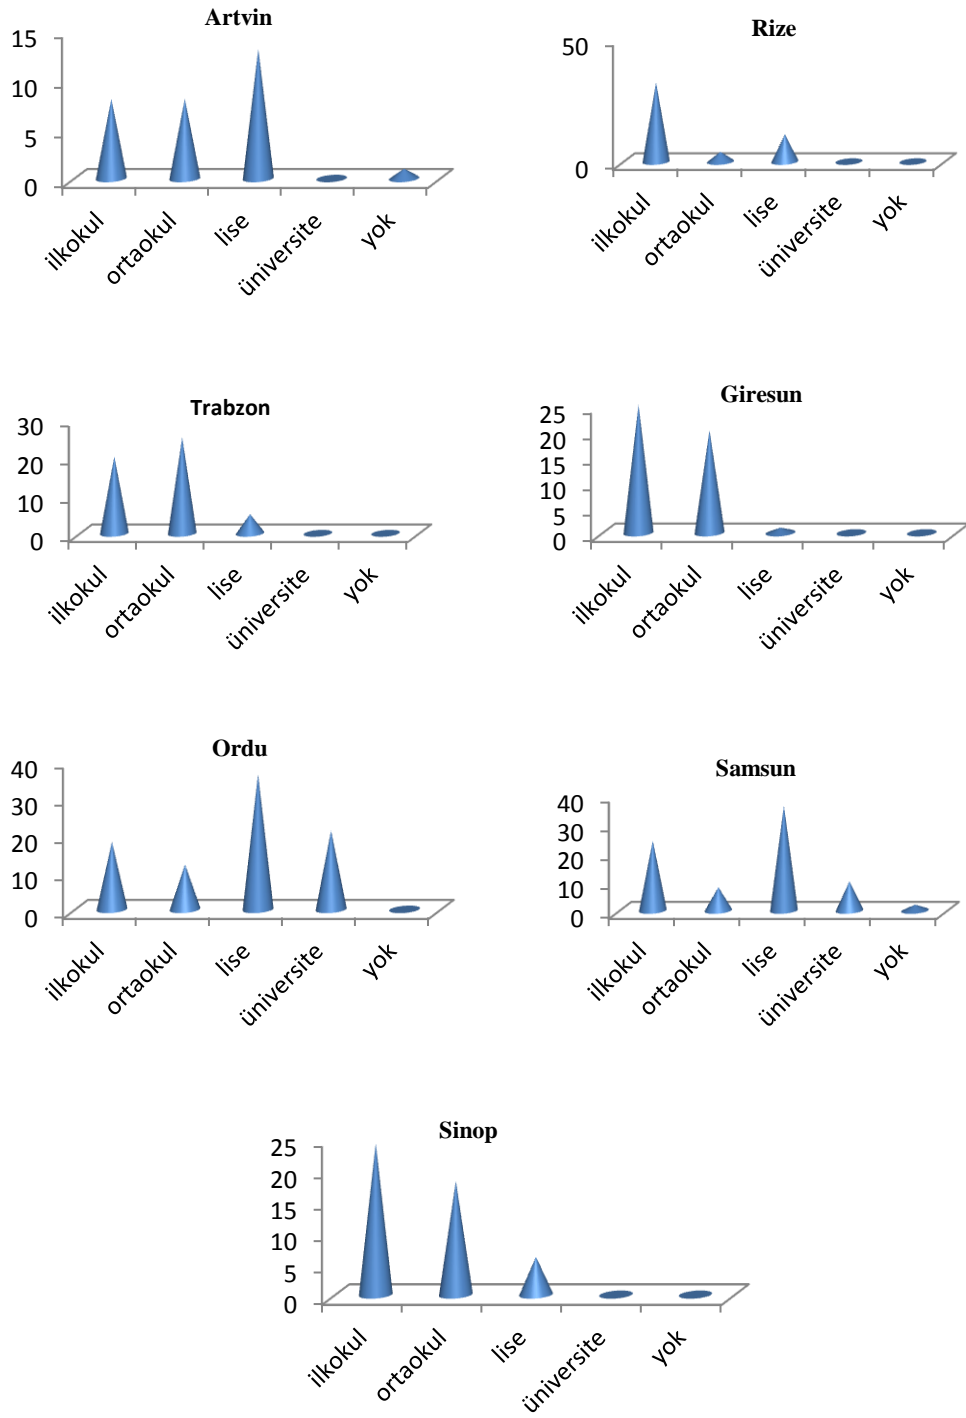 Artvin
15
10
5
0
ilkokul
ortaokul
lise
üniversite
yok
Rize
50
0
ilkokul
ortaokul
lise
üniversite
yok
Trabzon
30
20
10
0
ilkokul
ortaokul
lise
üniversite
yok
Giresun
25
20
15
10
5
0
ilkokul
ortaokul
lise
üniversite
yok
Ordu
40
30
20
10
0
ilkokul
ortaokul
lise
üniversite
yok
Samsun
40
30
20
10
0
ilkokul
ortaokul
lise
üniversite
yok
Sinop
25
20
15
10
5
0
ilkokul
ortaokul
lise
üniversite
yok